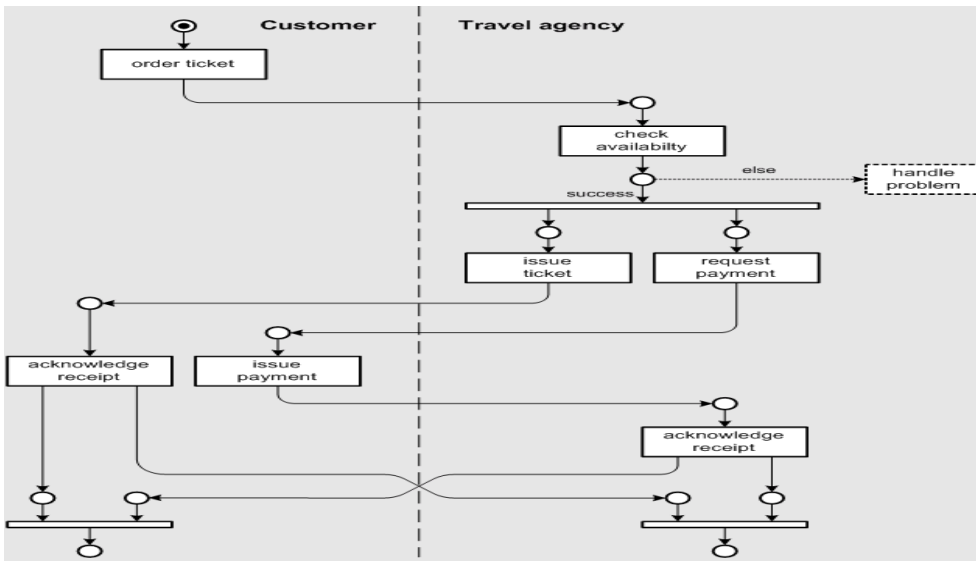 Customer
Travel agency
order ticket
check
availabilty
else
handle
problem
success
issue
ticket
request
payment
acknowledge
receipt
issue
payment
acknowledge
receipt